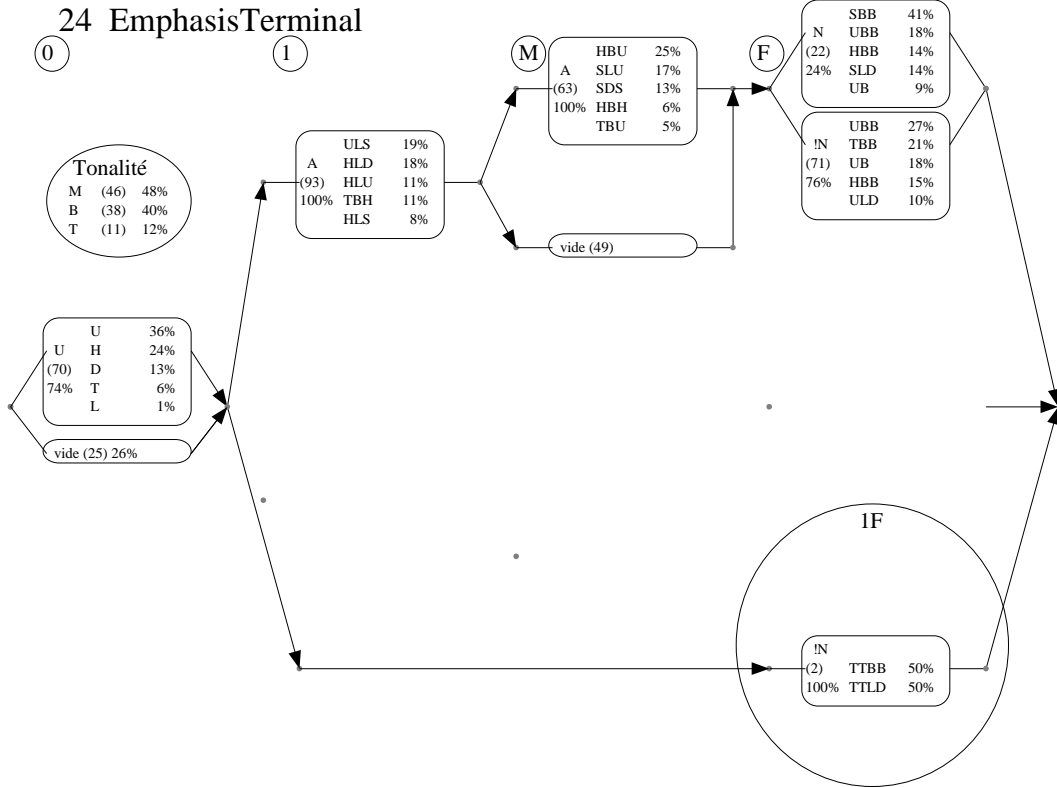 24 EmphasisTerminal
0
1
M
F
Tonalité
M (46) 48%
B (38) 40%
T (11) 12%
U 36%
U H 24%
(70) D 13%
74% T 6%
L 1%
vide (25) 26%
ULS 19%
A HLD 18%
(93) HLU 11%
100% TBH 11%
HLS 8%
HBU 25%
A SLU 17%
(63) SDS 13%
100% HBH 6%
TBU 5%
vide (49)
SBB 41%
N UBB 18%
(22) HBB 14%
24% SLD 14%
UB 9%
UBB 27%
!N TBB 21%
(71) UB 18%
76% HBB 15%
ULD 10%
1F
!N
(2) TTBB 50%
100% TTLD 50%